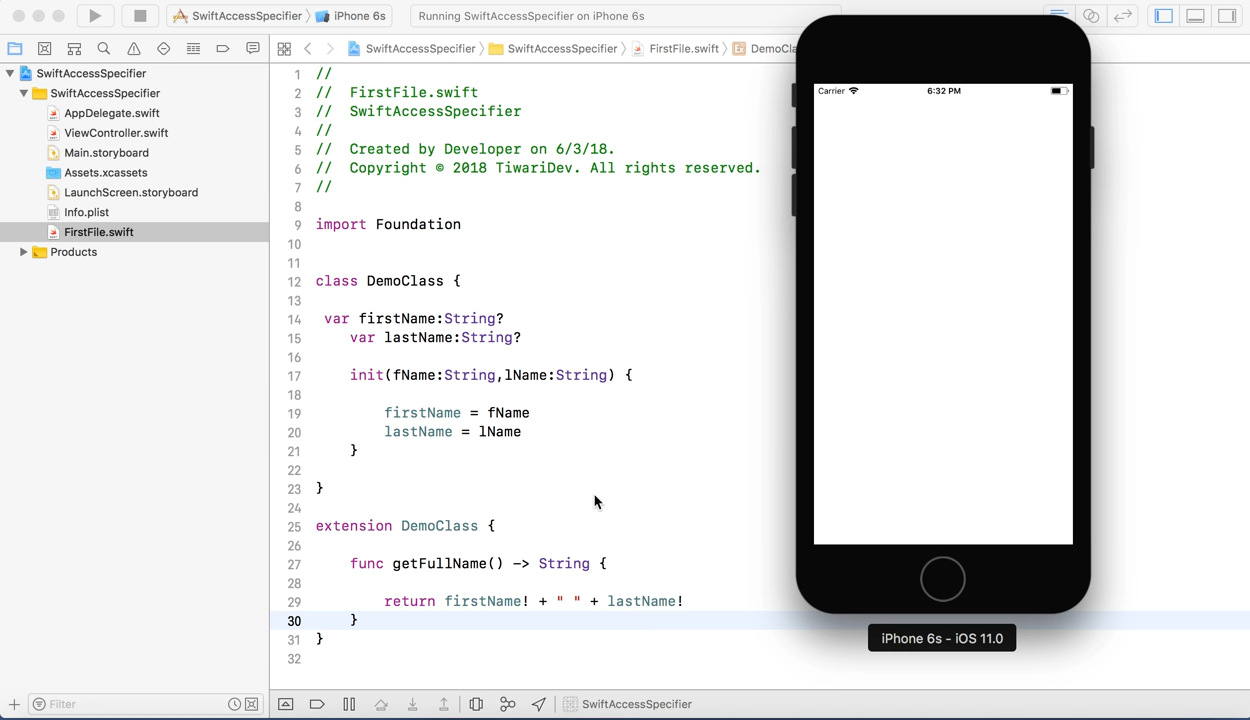 SwiftAccessSpecifier 〉 iPhone 6s
Running SwiftAccessSpecifier on iPhone 6s
SwiftAccessSpecifier 〉 SwiftAccessSpecifier 〉 FirstFile.swift 〉 DemoCla
SwiftAccessSpecifier
SwiftAccessSpecifier
AppDelegate.swift
ViewController.swift
Main.storyboard
Assets.xcassets
LaunchScreen.storyboard
Info.plist
FirstFile.swift
Products
Filter
1 //
2 //  FirstFile.swift
3 //  SwiftAccessSpecifier
4 //
5 //  Created by Developer on 6/3/18.
6 //  Copyright © 2018 TiwariDev. All rights reserved.
7 //
8
9 import Foundation
10
11
12 class DemoClass {
13
14  var firstName:String?
15     var lastName:String?
16
17     init(fName:String,lName:String) {
18
19         firstName = fName
20         lastName = lName
21     }
22
23 }
24
25 extension DemoClass {
26
27     func getFullName() -> String {
28
29         return firstName! + " " + lastName!
30     }
31 }
32
SwiftAccessSpecifier
Carrier 6:32 PM
iPhone 6s - iOS 11.0